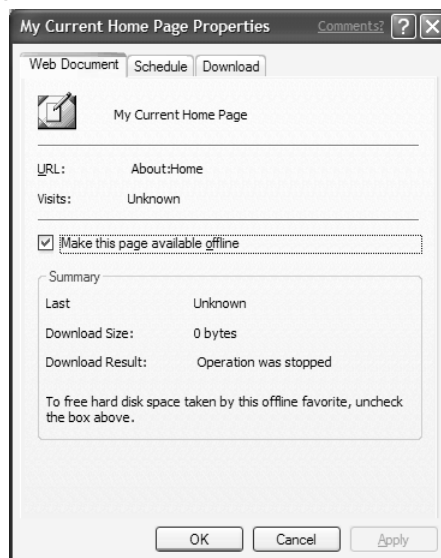 My Current Home Page Properties Comments? ? X
Web Document Schedule Download
My Current Home Page
URL: About:Home
Visits: Unknown
Make this page available offline
Summary
Last Unknown
Download Size: 0 bytes
Download Result: Operation was stopped
To free hard disk space taken by this offline favorite, uncheck
the box above.
OK Cancel Apply